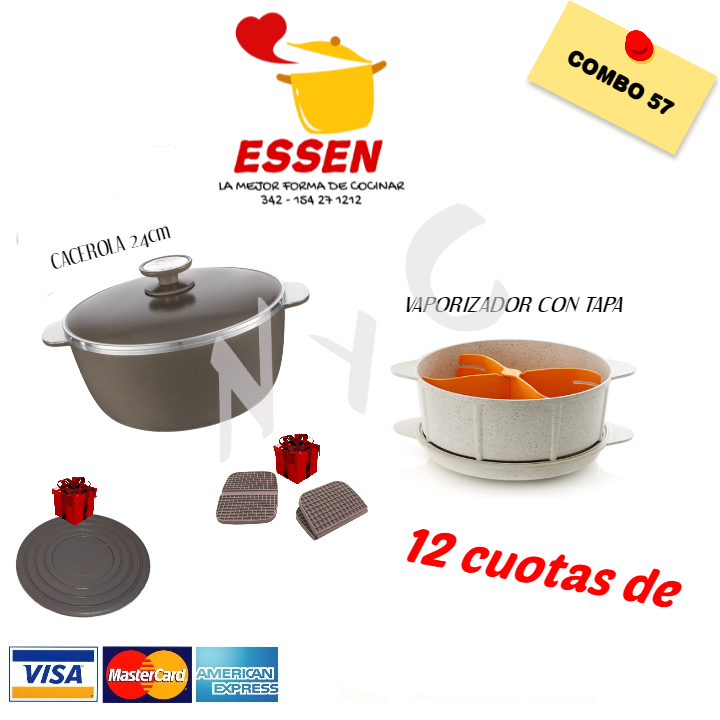 COMBO 57
ESSEN
LA MEJOR FORMA DE COCINAR
342 - 154 27 1212
CACEROLA 24cm
VAPORIZADOR CON TAPA
NyC
12 cuotas de
VISA
MasterCard
AMERICAN
EXPRESS